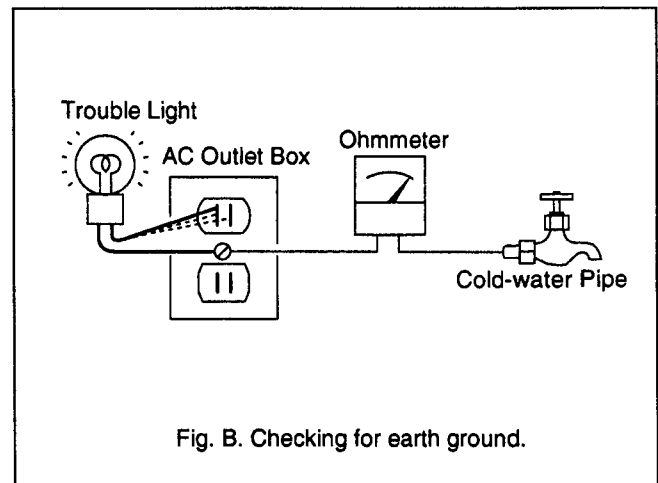 Trouble Light
AC Outlet Box
Ohmmeter
Cold-water Pipe
Fig. B. Checking for earth ground.